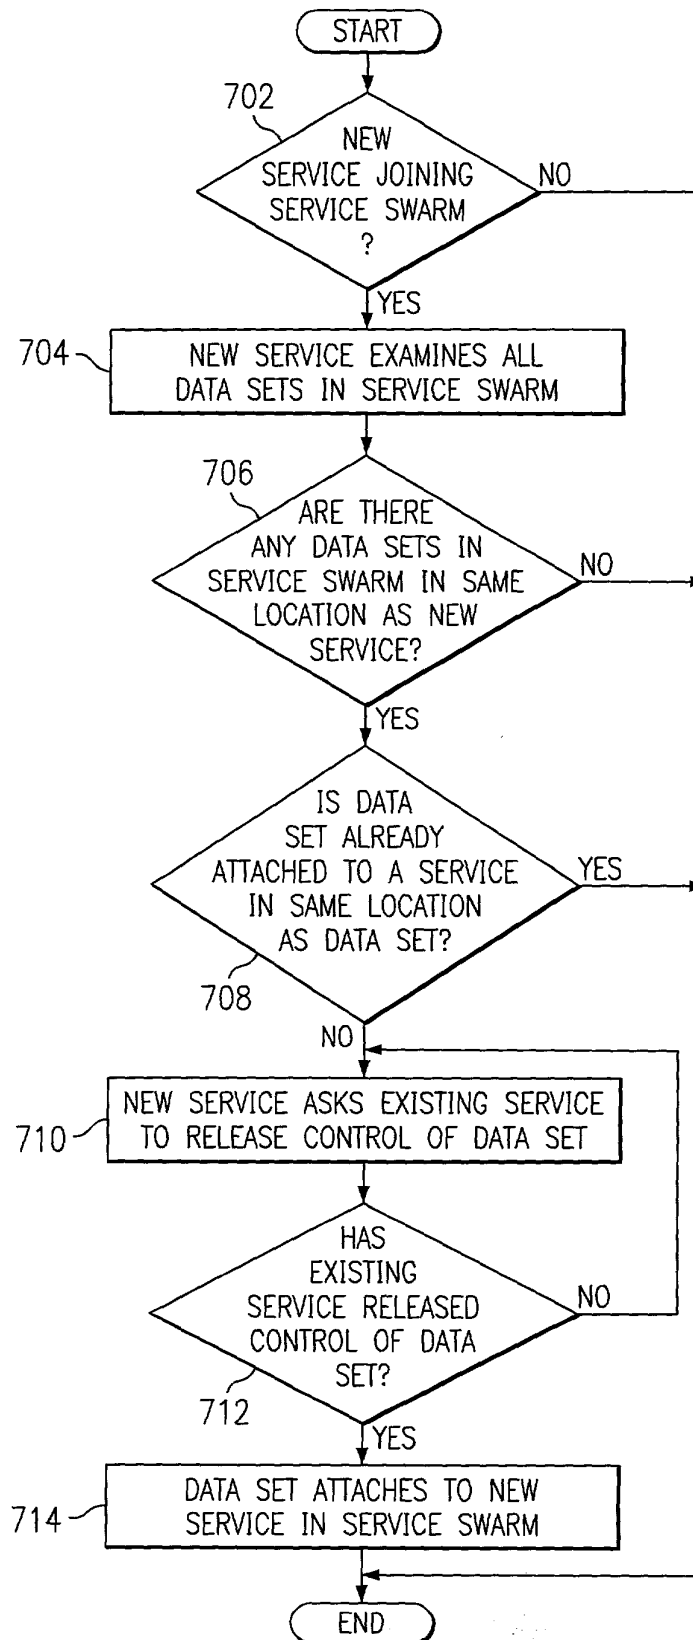 START
702
NEW
SERVICE JOINING
SERVICE SWARM
?
NO
YES
704
NEW SERVICE EXAMINES ALL
DATA SETS IN SERVICE SWARM
706
ARE THERE
ANY DATA SETS IN
SERVICE SWARM IN SAME
LOCATION AS NEW
SERVICE?
NO
YES
IS DATA
SET ALREADY
ATTACHED TO A SERVICE
IN SAME LOCATION
AS DATA SET?
YES
708
NO
710
NEW SERVICE ASKS EXISTING SERVICE
TO RELEASE CONTROL OF DATA SET
HAS
EXISTING
SERVICE RELEASED
CONTROL OF DATA
SET?
NO
712
YES
714
DATA SET ATTACHES TO NEW
SERVICE IN SERVICE SWARM
END